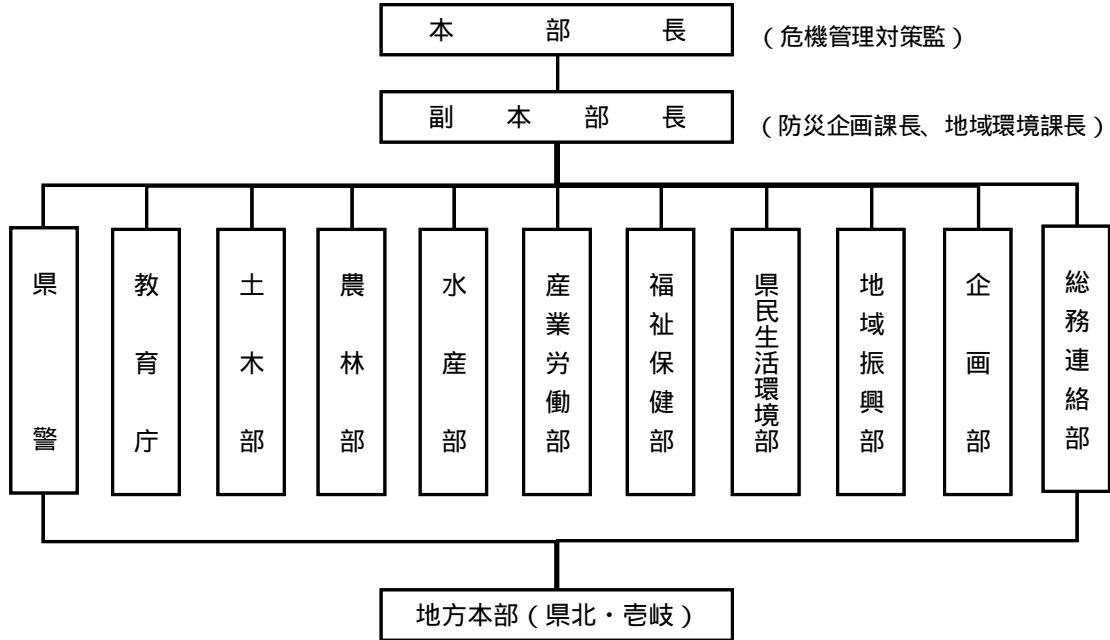 本部長 （危機管理対策監）
副本部長 （防災企画課長、地域環境課長）
県警
教育庁
土木部
農林部
水産部
産業労働部
福祉保健部
県民生活環境部
地域振興部
企画部
総務連絡部
地方本部（県北・壱岐）